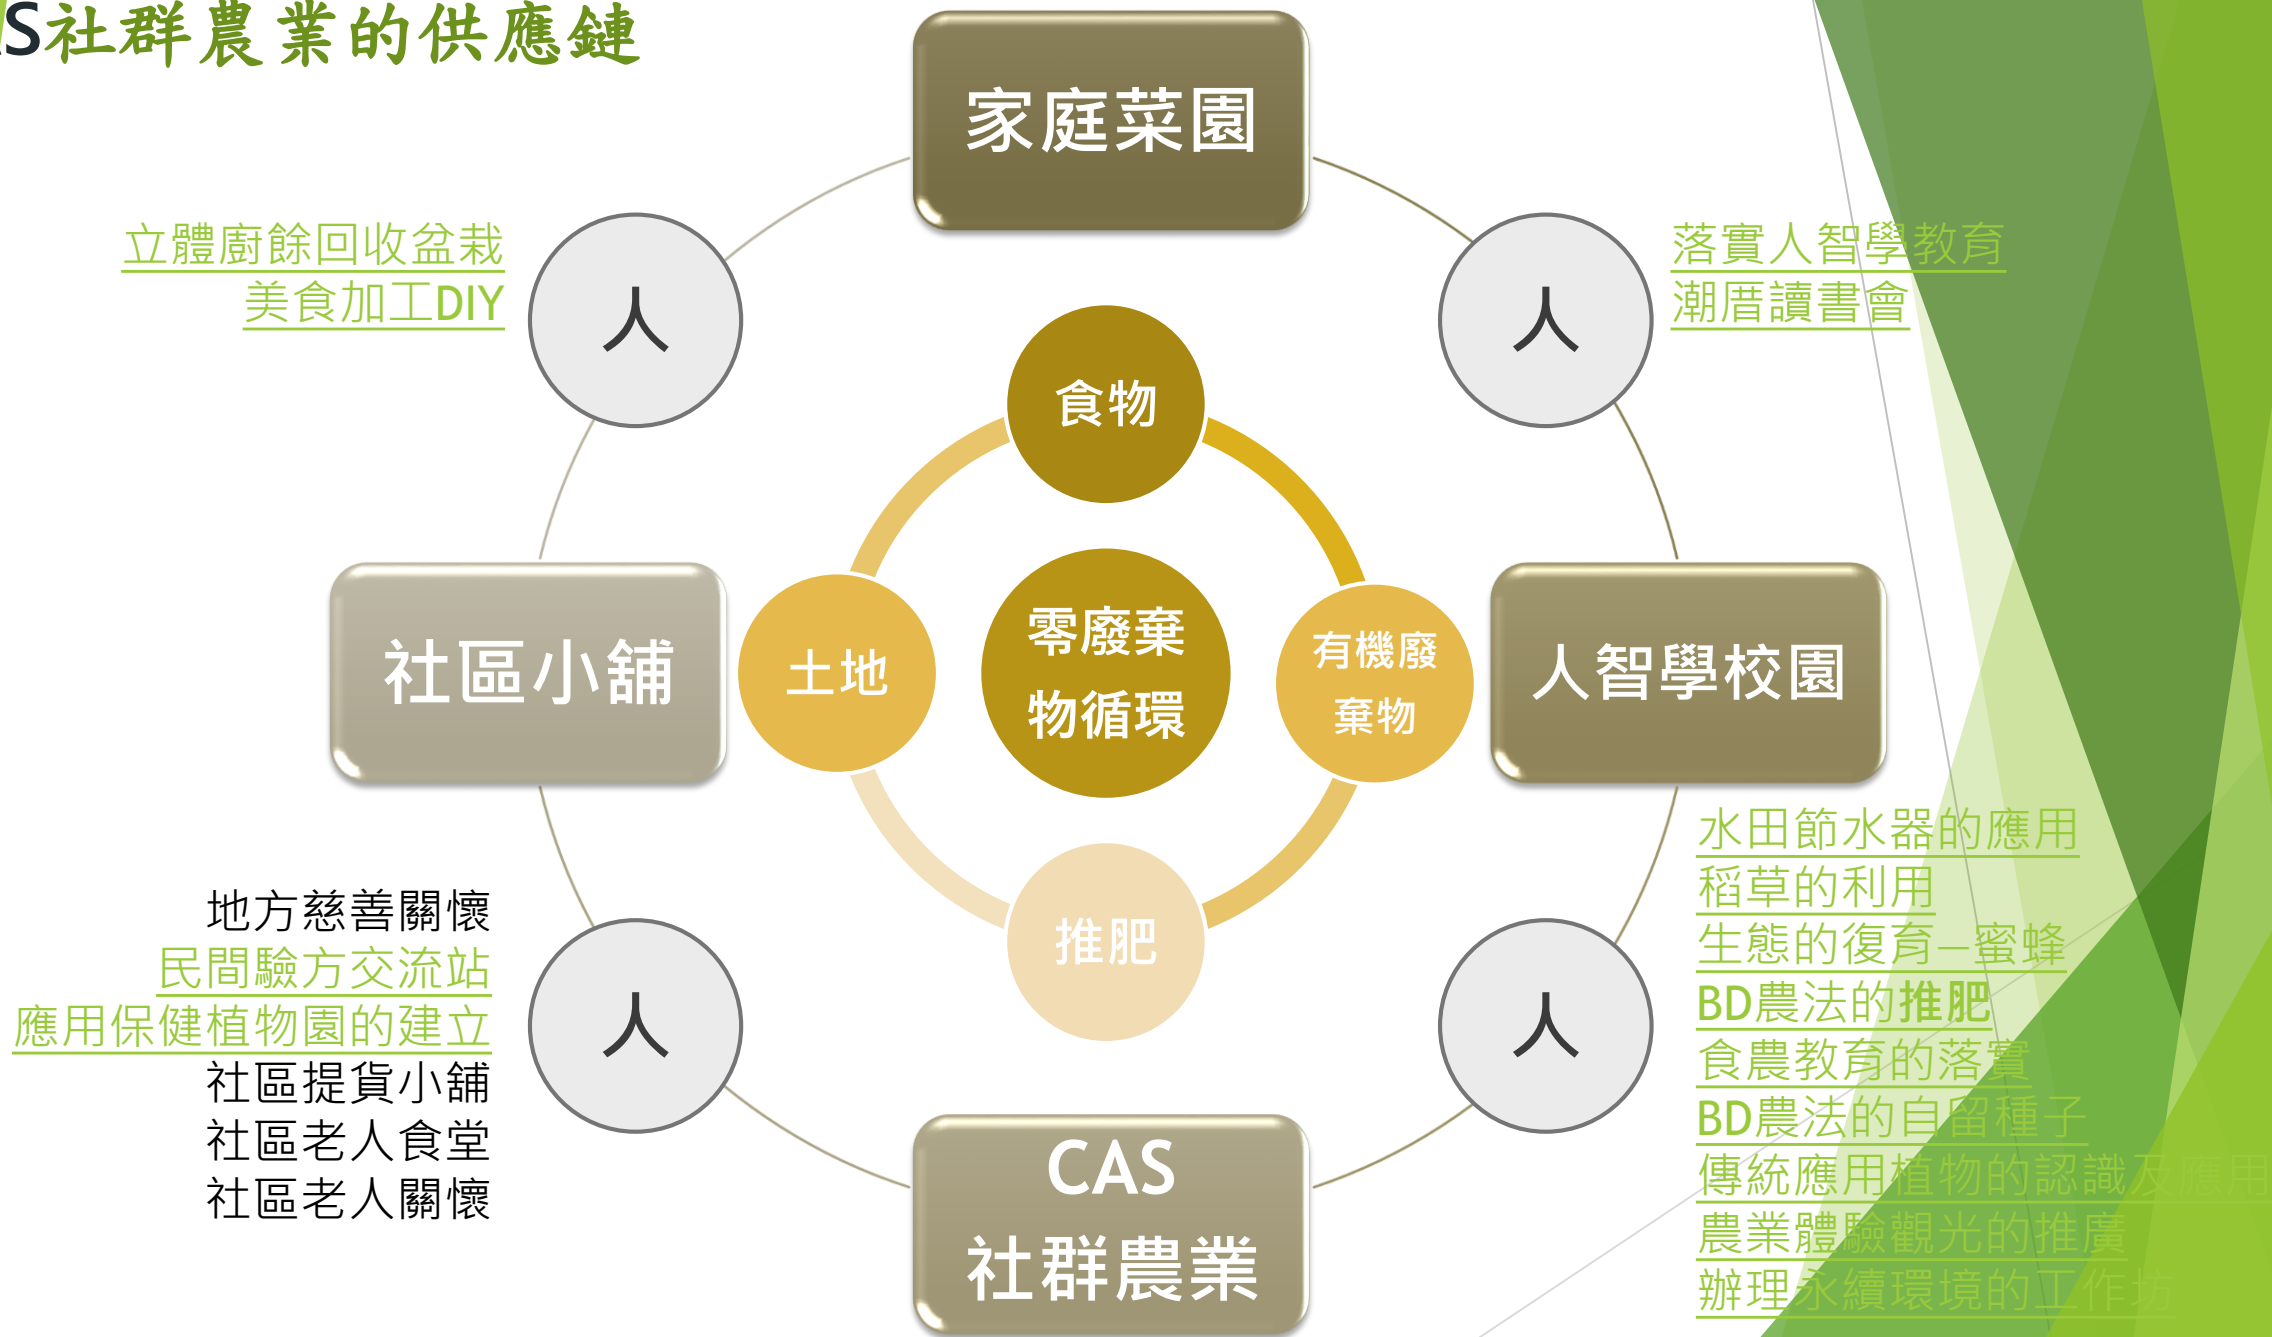 S社群農業的供應鏈
家庭菜園
立體廚餘回收盆栽
美食加工DIY
人
人
落實人智學教育
潮厝讀書會
食物
社區小舖
土地
零廢棄
物循環
有機廢
棄物
人智學校園
推肥
地方慈善關懷
民間驗方交流站
應用保健植物園的建立
社區提貨小舖
社區老人食堂
社區老人關懷
人
人
水田節水器的應用
稻草的利用
生態的復育–蜜蜂
BD農法的推肥
食農教育的落實
BD農法的自留種子
傳統應用植物的認識及應用
農業體驗觀光的推廣
辦理永續環境的工作坊
CAS
社群農業